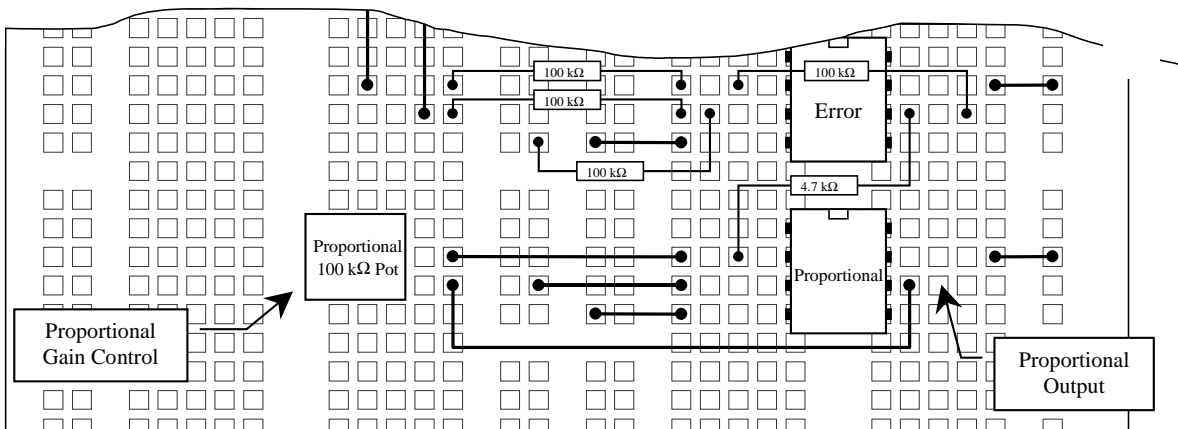 100 kΩ
100 kΩ
100 kΩ
Error
100 kΩ
4.7 kΩ
Proportional
100 kΩ Pot
Proportional
Proportional
Gain Control
Proportional
Output